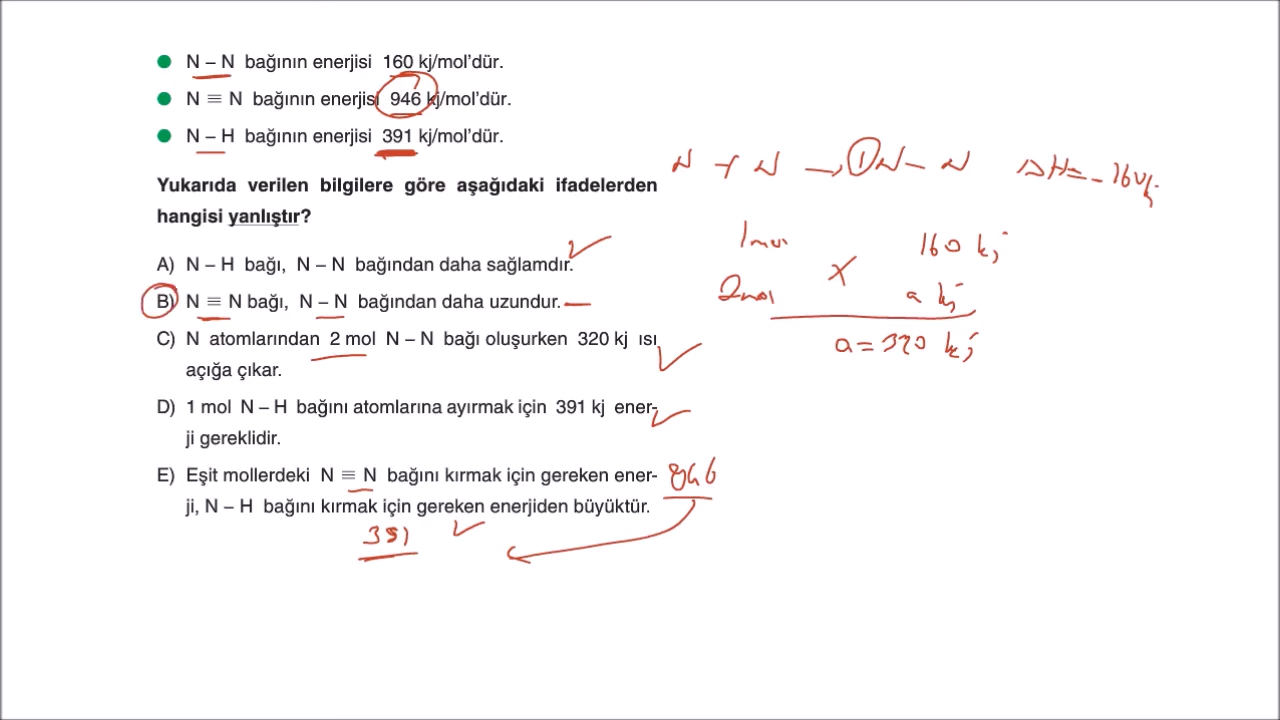 N – N bağının enerjisi 160 kj/mol'dür.
N ≡ N bağının enerjisi 946 kj/mol'dür.
N – H bağının enerjisi 391 kj/mol'dür.
Yukarıda verilen bilgilere göre aşağıdaki ifadelerden
hangisi yanlıştır?
A) N – H bağı, N – N bağından daha sağlamdır.
B) N ≡ N bağı, N – N bağından daha uzundur.
C) N atomlarından 2 mol N – N bağı oluşurken 320 kj ısı
açığa çıkar.
D) 1 mol N – H bağını atomlarına ayırmak için 391 kj ener-
ji gereklidir.
E) Eşit mollerdeki N ≡ N bağını kırmak için gereken ener-
ji, N – H bağını kırmak için gereken enerjiden büyüktür.
946
391
N + N → 1 N – N ΔH = -160 kj
1 mol 160 kj
2 mol a kj
a = 320 kj